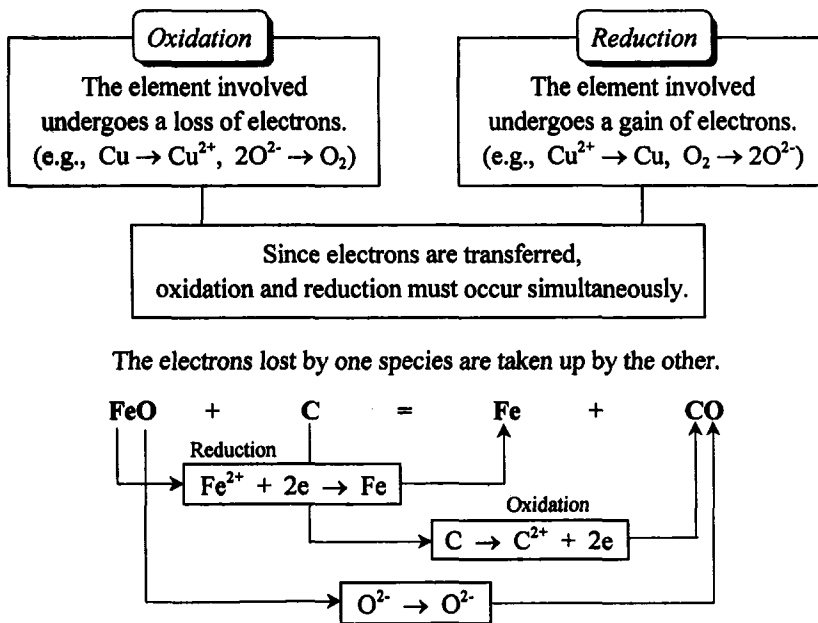 Oxidation
The element involved
undergoes a loss of electrons.
(e.g., Cu → Cu²⁺, 2O²⁻ → O₂)
Reduction
The element involved
undergoes a gain of electrons.
(e.g., Cu²⁺ → Cu, O₂ → 2O²⁻)
Since electrons are transferred,
oxidation and reduction must occur simultaneously.
The electrons lost by one species are taken up by the other.
FeO + C = Fe + CO
Reduction
Fe²⁺ + 2e → Fe
Oxidation
C → C²⁺ + 2e
O²⁻ → O²⁻